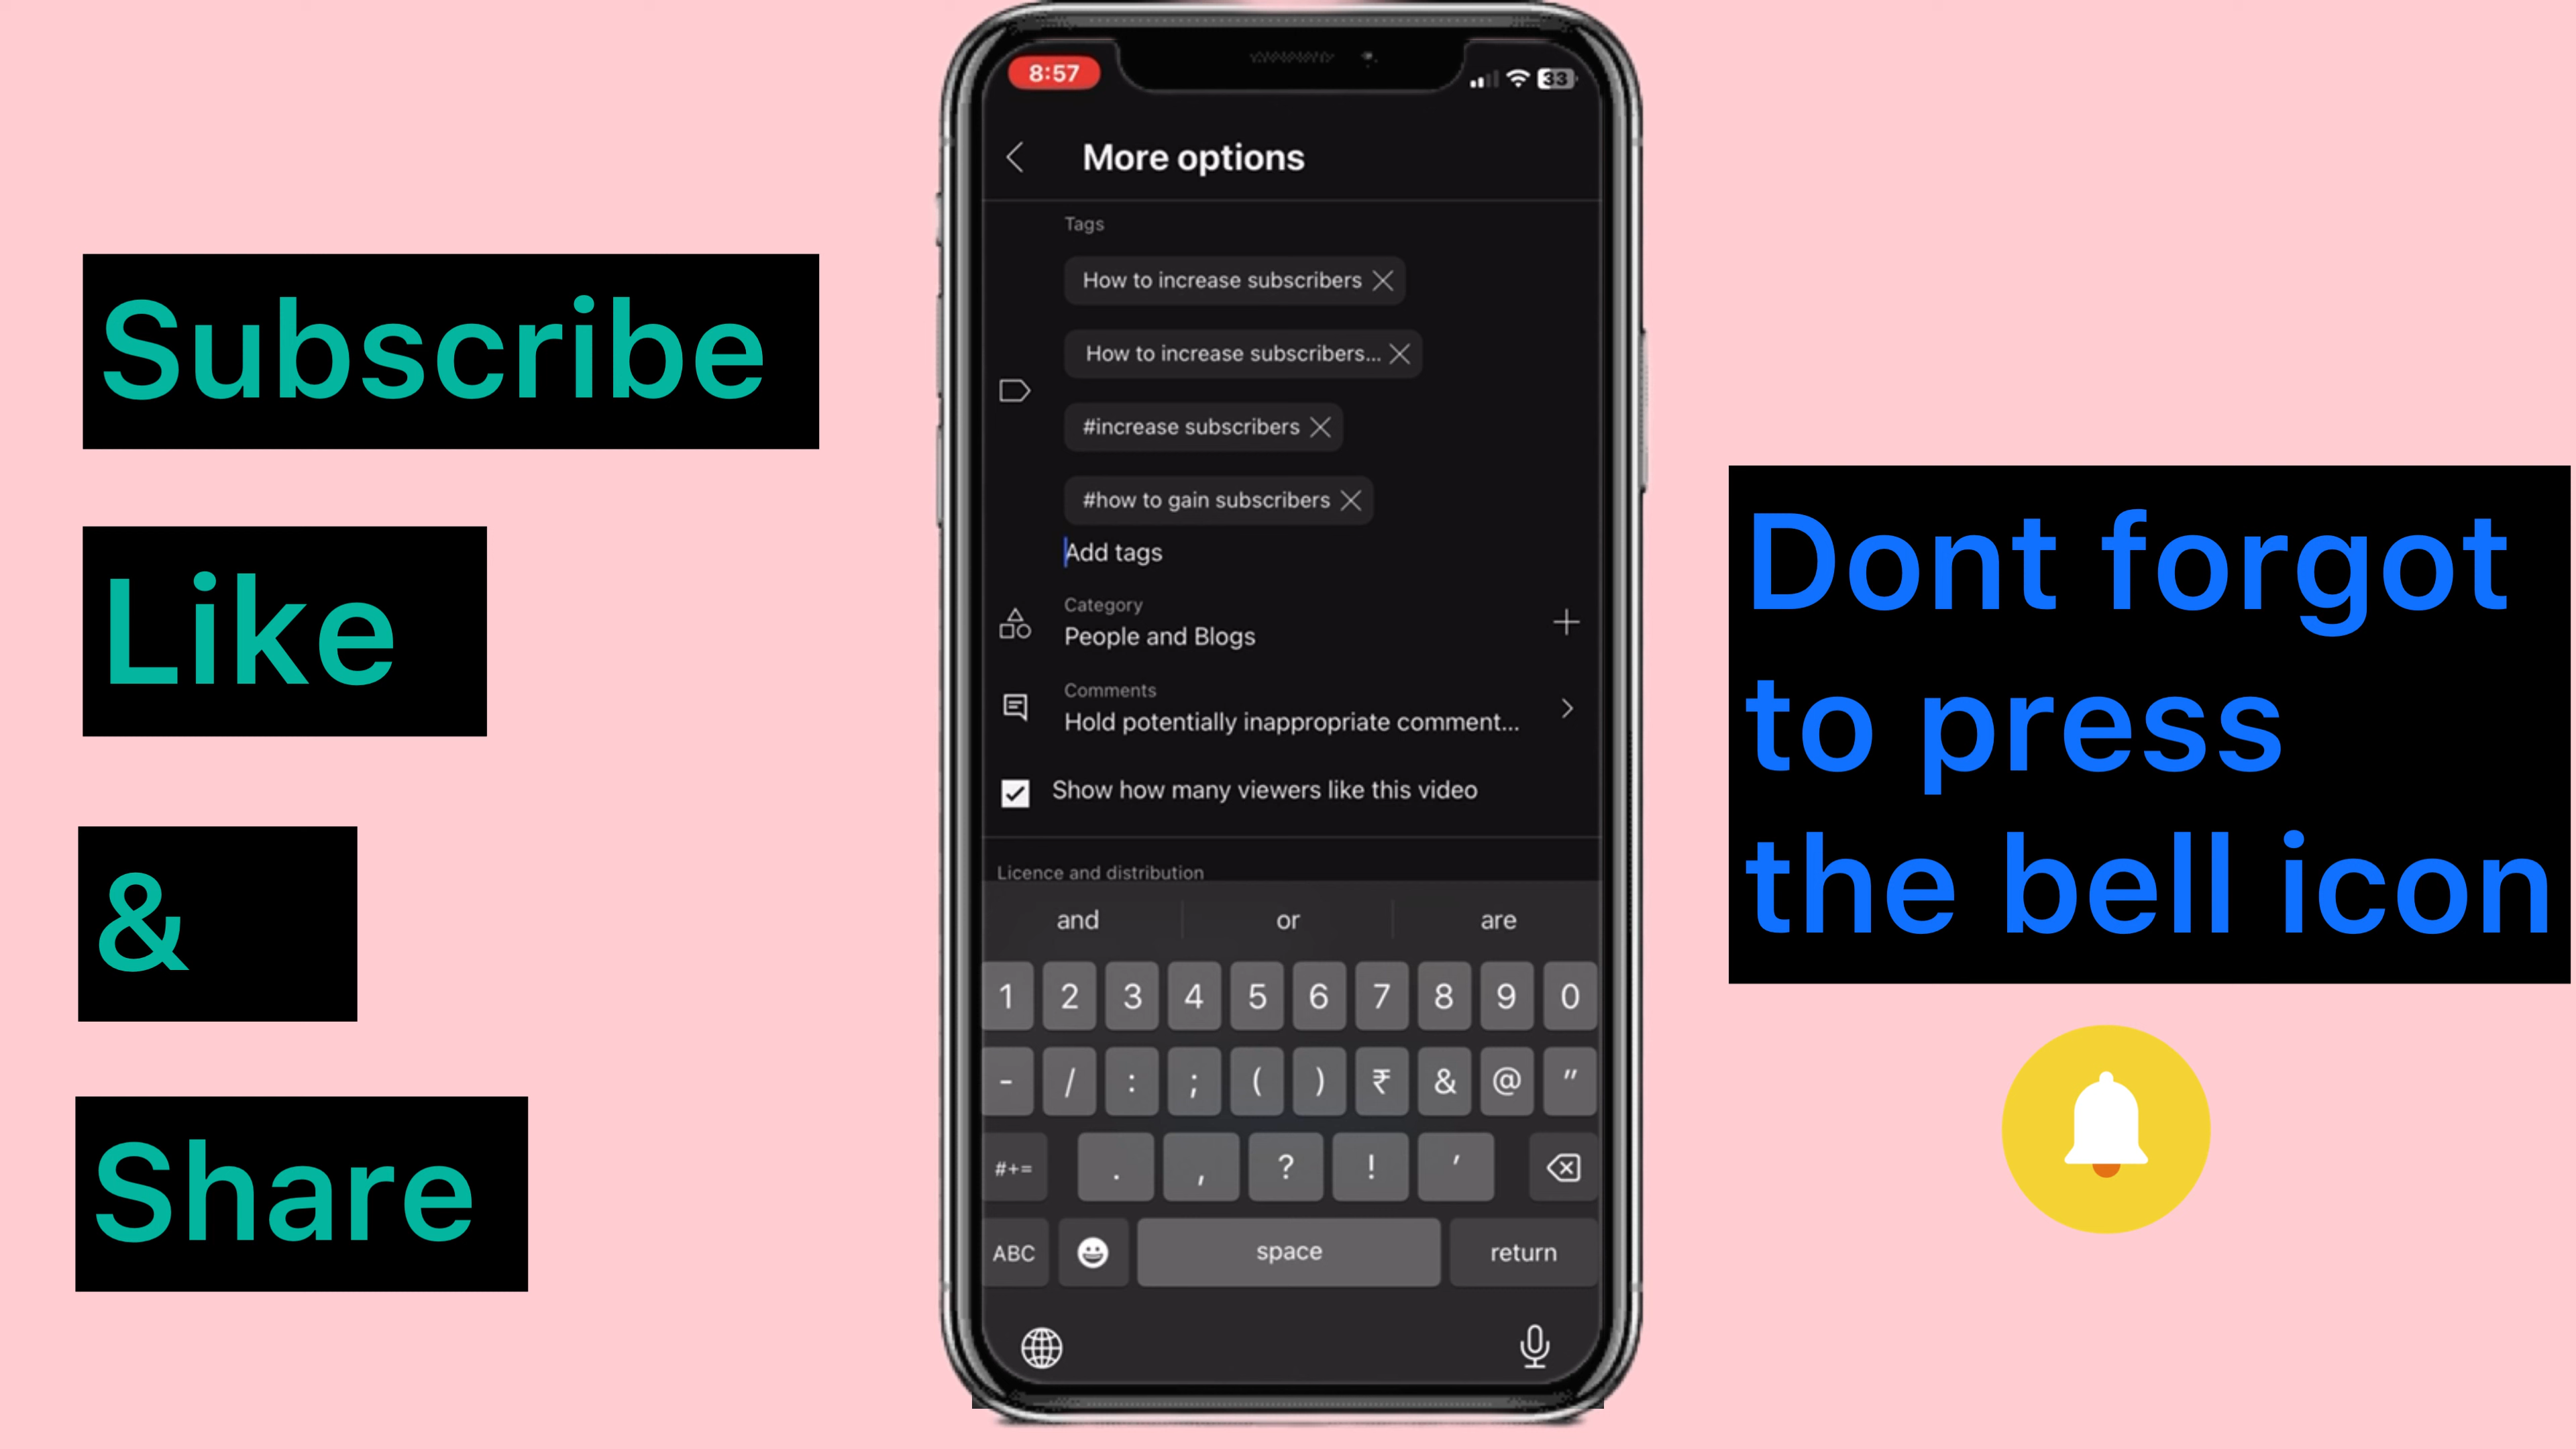 Subscribe
Like
&
Share
8:57
33
More options
Tags
How to increase subscribers
How to increase subscribers...
#increase subscribers
#how to gain subscribers
Add tags
Category
People and Blogs
Comments
Hold potentially inappropriate comment...
Show how many viewers like this video
Licence and distribution
and or are
1 2 3 4 5 6 7 8 9 0
- / : ; ( ) ₹ & @ "
#+= . , ? ! '
ABC space return
Dont forgot
to press
the bell icon